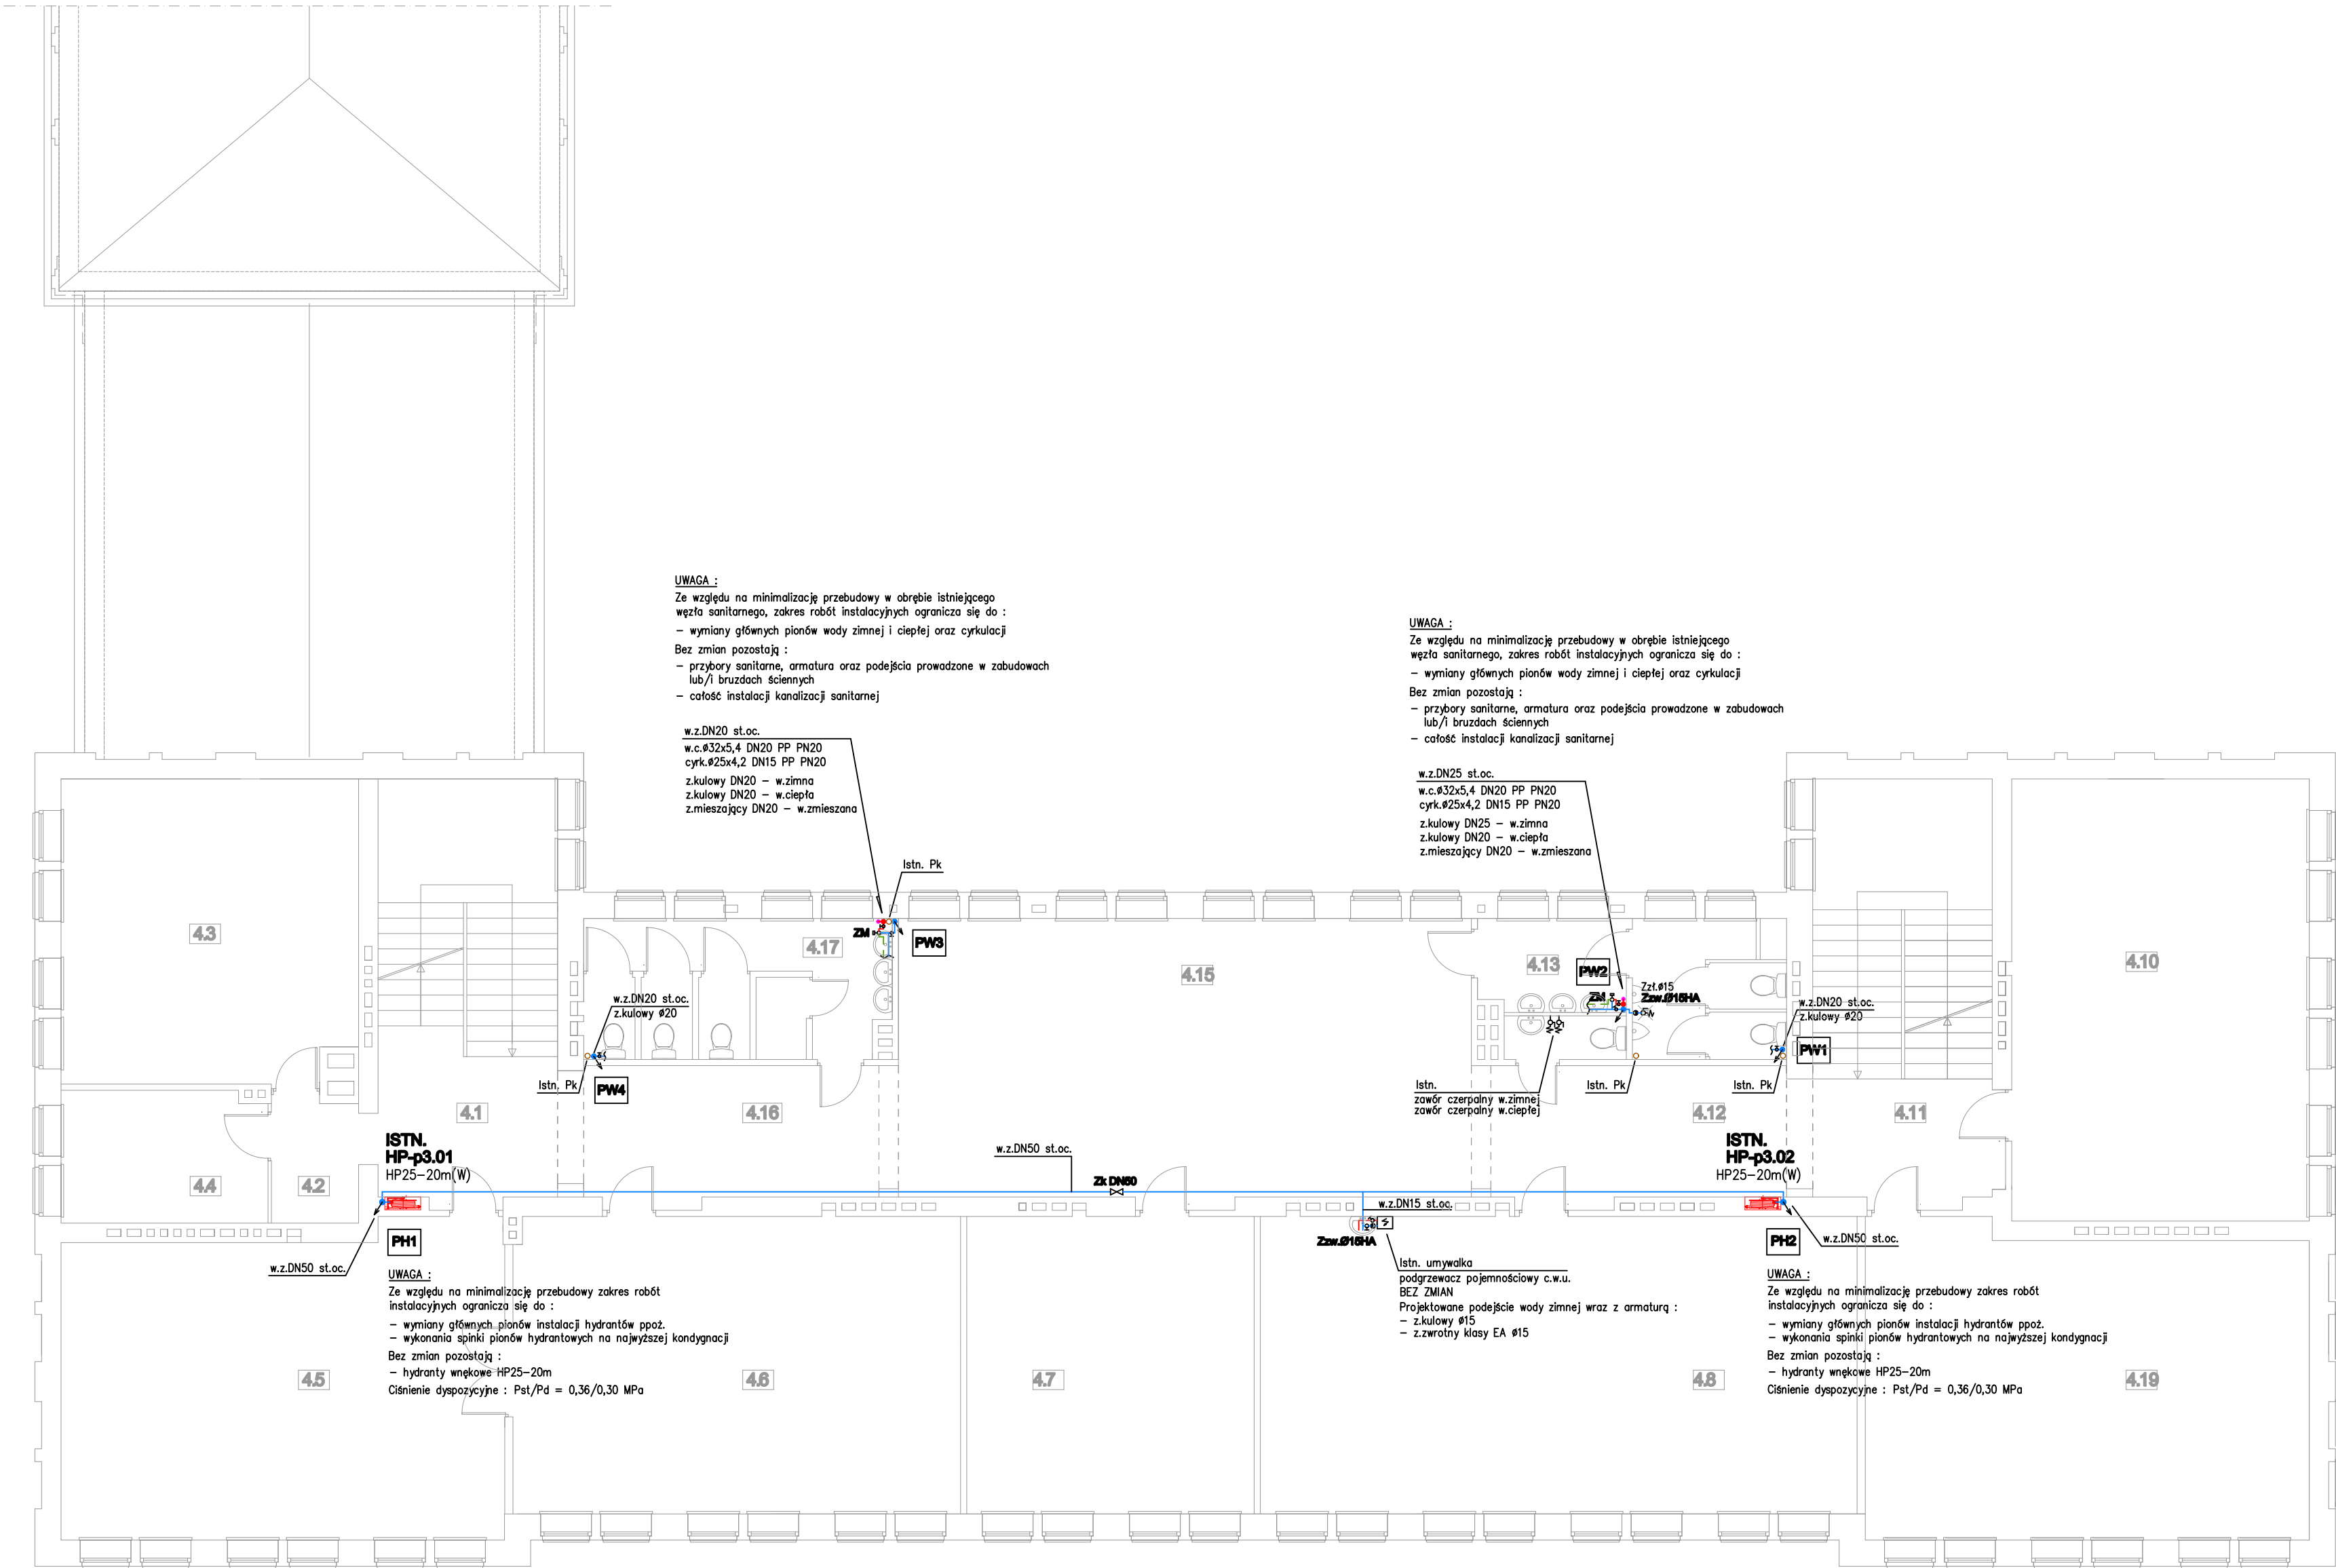 UWAGA :
Ze względu na minimalizację przebudowy w obrębie istniejącego
węzła sanitarnego, zakres robót instalacyjnych ogranicza się do :
– wymiany głównych pionów wody zimnej i ciepłej oraz cyrkulacji
Bez zmian pozostają :
– przybory sanitarne, armatura oraz podejścia prowadzone w zabudowach
lub/i bruzdach ściennych
– całość instalacji kanalizacji sanitarnej
w.z.DN20 st.oc.
w.c.ø32x5,4 DN20 PP PN20
cyrk.ø25x4,2 DN15 PP PN20
z.kulowy DN20 – w.zimna
z.kulowy DN20 – w.ciepła
z.mieszający DN20 – w.zmieszana
UWAGA :
Ze względu na minimalizację przebudowy w obrębie istniejącego
węzła sanitarnego, zakres robót instalacyjnych ogranicza się do :
– wymiany głównych pionów wody zimnej i ciepłej oraz cyrkulacji
Bez zmian pozostają :
– przybory sanitarne, armatura oraz podejścia prowadzone w zabudowach
lub/i bruzdach ściennych
– całość instalacji kanalizacji sanitarnej
w.z.DN25 st.oc.
w.c.ø32x5,4 DN20 PP PN20
cyrk.ø25x4,2 DN15 PP PN20
z.kulowy DN25 – w.zimna
z.kulowy DN20 – w.ciepła
z.mieszający DN20 – w.zmieszana
Istn. Pk
ZM
PW3
4.3
4.17
4.15
4.13
PW2
4.10
Zzł.ø15
ZM
Zzw.Ø15HA
w.z.DN20 st.oc.
z.kulowy ø20
w.z.DN20 st.oc.
z.kulowy ø20
PW1
Istn. Pk
PW4
Istn.
zawór czerpalny w.zimnej
zawór czerpalny w.ciepłej
Istn. Pk
Istn. Pk
4.1
4.16
4.12
4.11
ISTN.
HP-p3.01
HP25-20m(W)
w.z.DN50 st.oc.
ISTN.
HP-p3.02
HP25-20m(W)
4.4
4.2
Zk DN50
w.z.DN15 st.oc.
PH1
Zzw.Ø15HA
PH2
w.z.DN50 st.oc.
w.z.DN50 st.oc.
UWAGA :
Ze względu na minimalizację przebudowy zakres robót
instalacyjnych ogranicza się do :
– wymiany głównych pionów instalacji hydrantów ppoż.
– wykonania spinki pionów hydrantowych na najwyższej kondygnacji
Bez zmian pozostają :
– hydranty wnękowe HP25-20m
Ciśnienie dyspozycyjne : Pst/Pd = 0,36/0,30 MPa
Istn. umywalka
podgrzewacz pojemnościowy c.w.u.
BEZ ZMIAN
Projektowane podejście wody zimnej wraz z armaturą :
– z.kulowy ø15
– z.zwrotny klasy EA ø15
UWAGA :
Ze względu na minimalizację przebudowy zakres robót
instalacyjnych ogranicza się do :
– wymiany głównych pionów instalacji hydrantów ppoż.
– wykonania spinki pionów hydrantowych na najwyższej kondygnacji
Bez zmian pozostają :
– hydranty wnękowe HP25-20m
Ciśnienie dyspozycyjne : Pst/Pd = 0,36/0,30 MPa
4.5
4.6
4.7
4.8
4.19